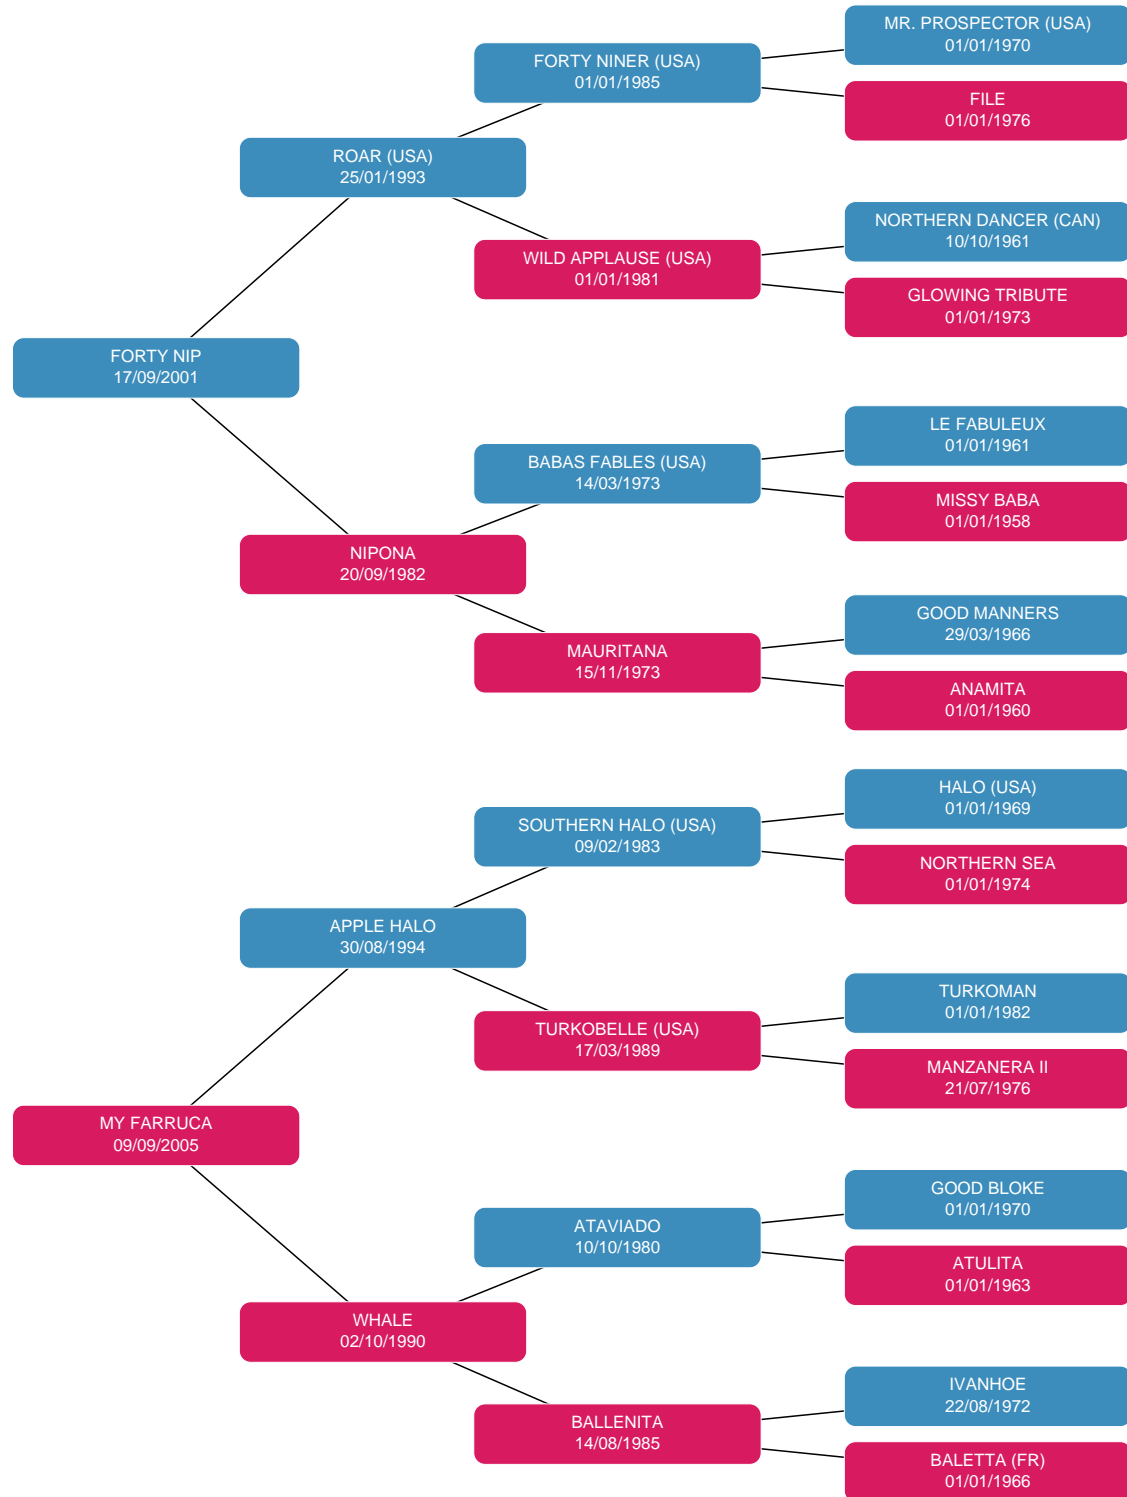 MR. PROSPECTOR (USA)
01/01/1970
FORTY NINER (USA)
01/01/1985
FILE
01/01/1976
ROAR (USA)
25/01/1993
NORTHERN DANCER (CAN)
10/10/1961
WILD APPLAUSE (USA)
01/01/1981
GLOWING TRIBUTE
01/01/1973
FORTY NIP
17/09/2001
LE FABULEUX
01/01/1961
BABAS FABLES (USA)
14/03/1973
MISSY BABA
01/01/1958
NIPONA
20/09/1982
GOOD MANNERS
29/03/1966
MAURITANA
15/11/1973
ANAMITA
01/01/1960
HALO (USA)
01/01/1969
SOUTHERN HALO (USA)
09/02/1983
NORTHERN SEA
01/01/1974
APPLE HALO
30/08/1994
TURKOMAN
01/01/1982
TURKOBELLE (USA)
17/03/1989
MANZANERA II
21/07/1976
MY FARRUCA
09/09/2005
GOOD BLOKE
01/01/1970
ATAVIADO
10/10/1980
ATULITA
01/01/1963
WHALE
02/10/1990
IVANHOE
22/08/1972
BALLENITA
14/08/1985
BALETTA (FR)
01/01/1966